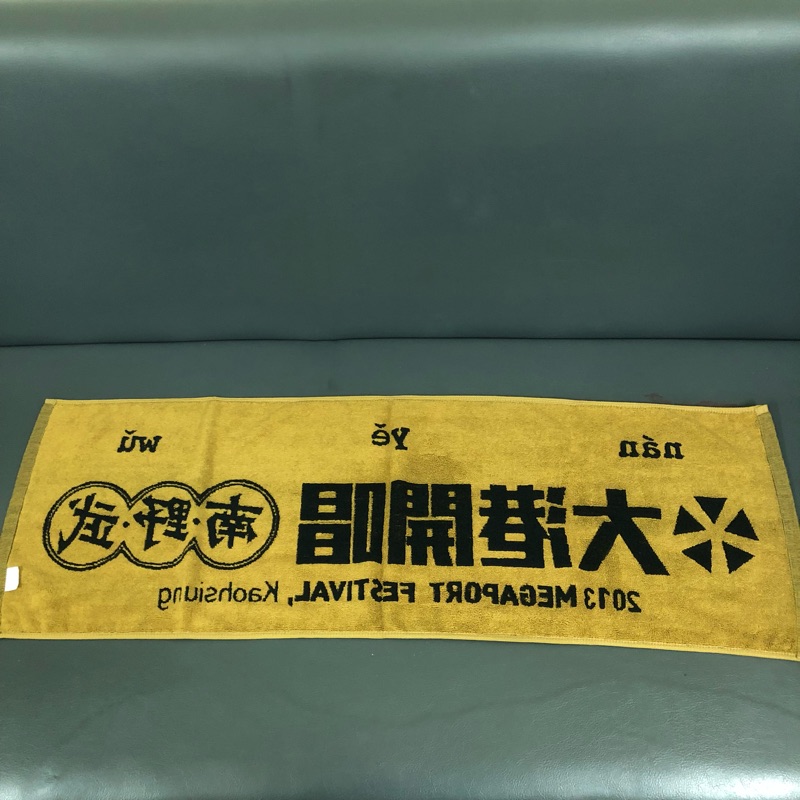 nán yě wǔ
大港開唱 南·野·武
2013 MEGAPORT FESTIVAL, Kaohsiung